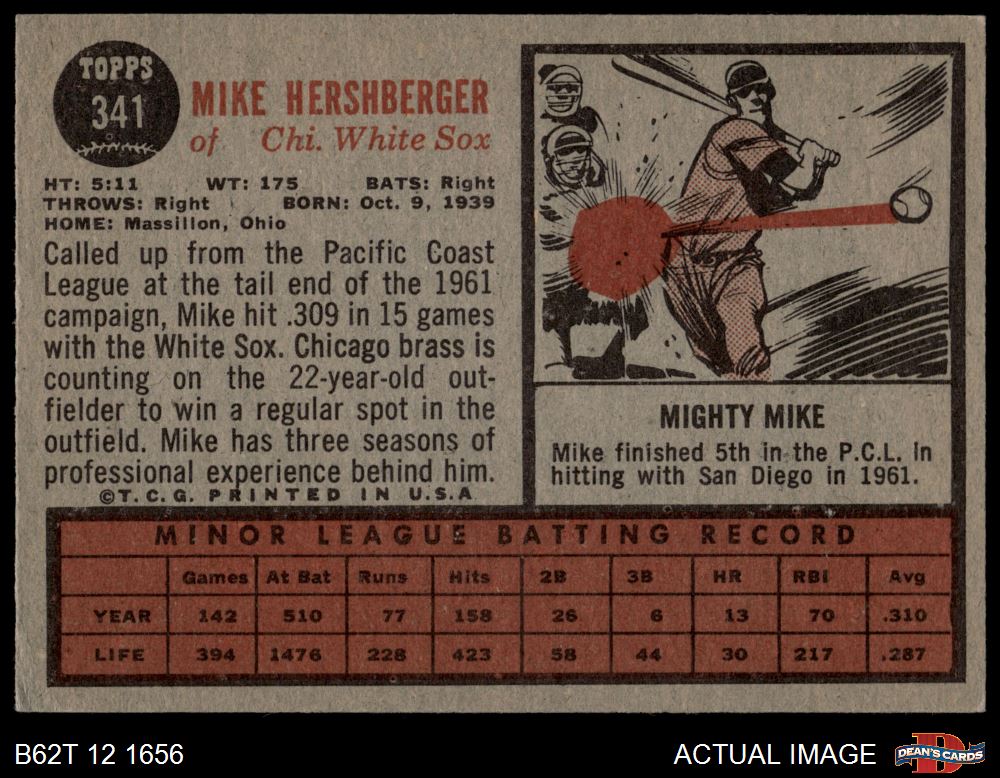 TOPPS
341
MIKE HERSHBERGER
of Chi. White Sox
HT: 5:11 WT: 175 BATS: Right
THROWS: Right BORN: Oct. 9, 1939
HOME: Massillon, Ohio
Called up from the Pacific Coast
League at the tail end of the 1961
campaign, Mike hit .309 in 15 games
with the White Sox. Chicago brass is
counting on the 22-year-old out-
fielder to win a regular spot in the
outfield. Mike has three seasons of
professional experience behind him.
©T.C.G. PRINTED IN U.S.A
MIGHTY MIKE
Mike finished 5th in the P.C.L. in
hitting with San Diego in 1961.
MINOR LEAGUE BATTING RECORD
Games At Bat Runs Hits 2B 3B HR RBI Avg
YEAR 142 510 77 158 26 6 13 70 .310
LIFE 394 1476 228 423 58 44 30 217 .287
B62T 12 1656
ACTUAL IMAGE
DEAN'S CARDS